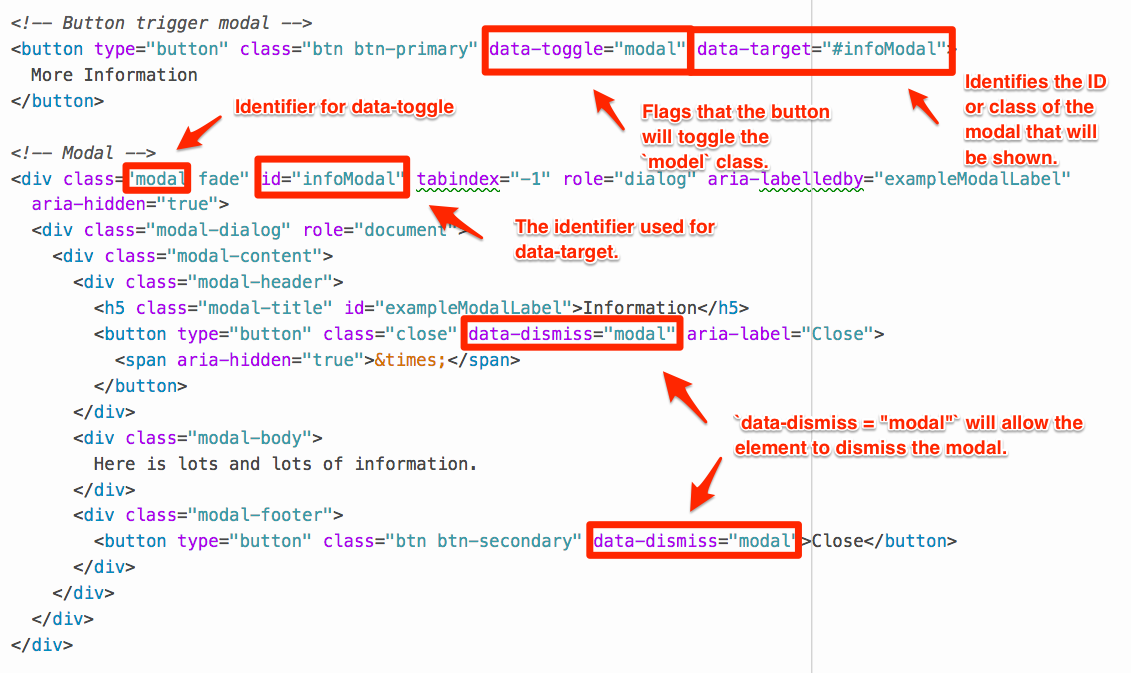 <!-- Button trigger modal -->
<button type="button" class="btn btn-primary" data-toggle="modal" data-target="#infoModal">
More Information
</button>
Identifier for data-toggle
Flags that the button
will toggle the
`model` class.
Identifies the ID
or class of the
modal that will
be shown.
<!-- Modal -->
<div class="modal fade" id="infoModal" tabindex="-1" role="dialog" aria-labelledby="exampleModalLabel"
aria-hidden="true">
The identifier used for
data-target.
<div class="modal-dialog" role="document">
<div class="modal-content">
<div class="modal-header">
<h5 class="modal-title" id="exampleModalLabel">Information</h5>
<button type="button" class="close" data-dismiss="modal" aria-label="Close">
<span aria-hidden="true">&times;</span>
</button>
</div>
`data-dismiss = "modal"` will allow the
element to dismiss the modal.
<div class="modal-body">
Here is lots and lots of information.
</div>
<div class="modal-footer">
<button type="button" class="btn btn-secondary" data-dismiss="modal">Close</button>
</div>
</div>
</div>
</div>